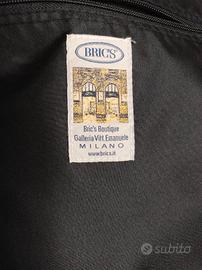 BRIC'S
Bric's Boutique
Galleria Vitt. Emanuele
MILANO
www.brics.it
subito